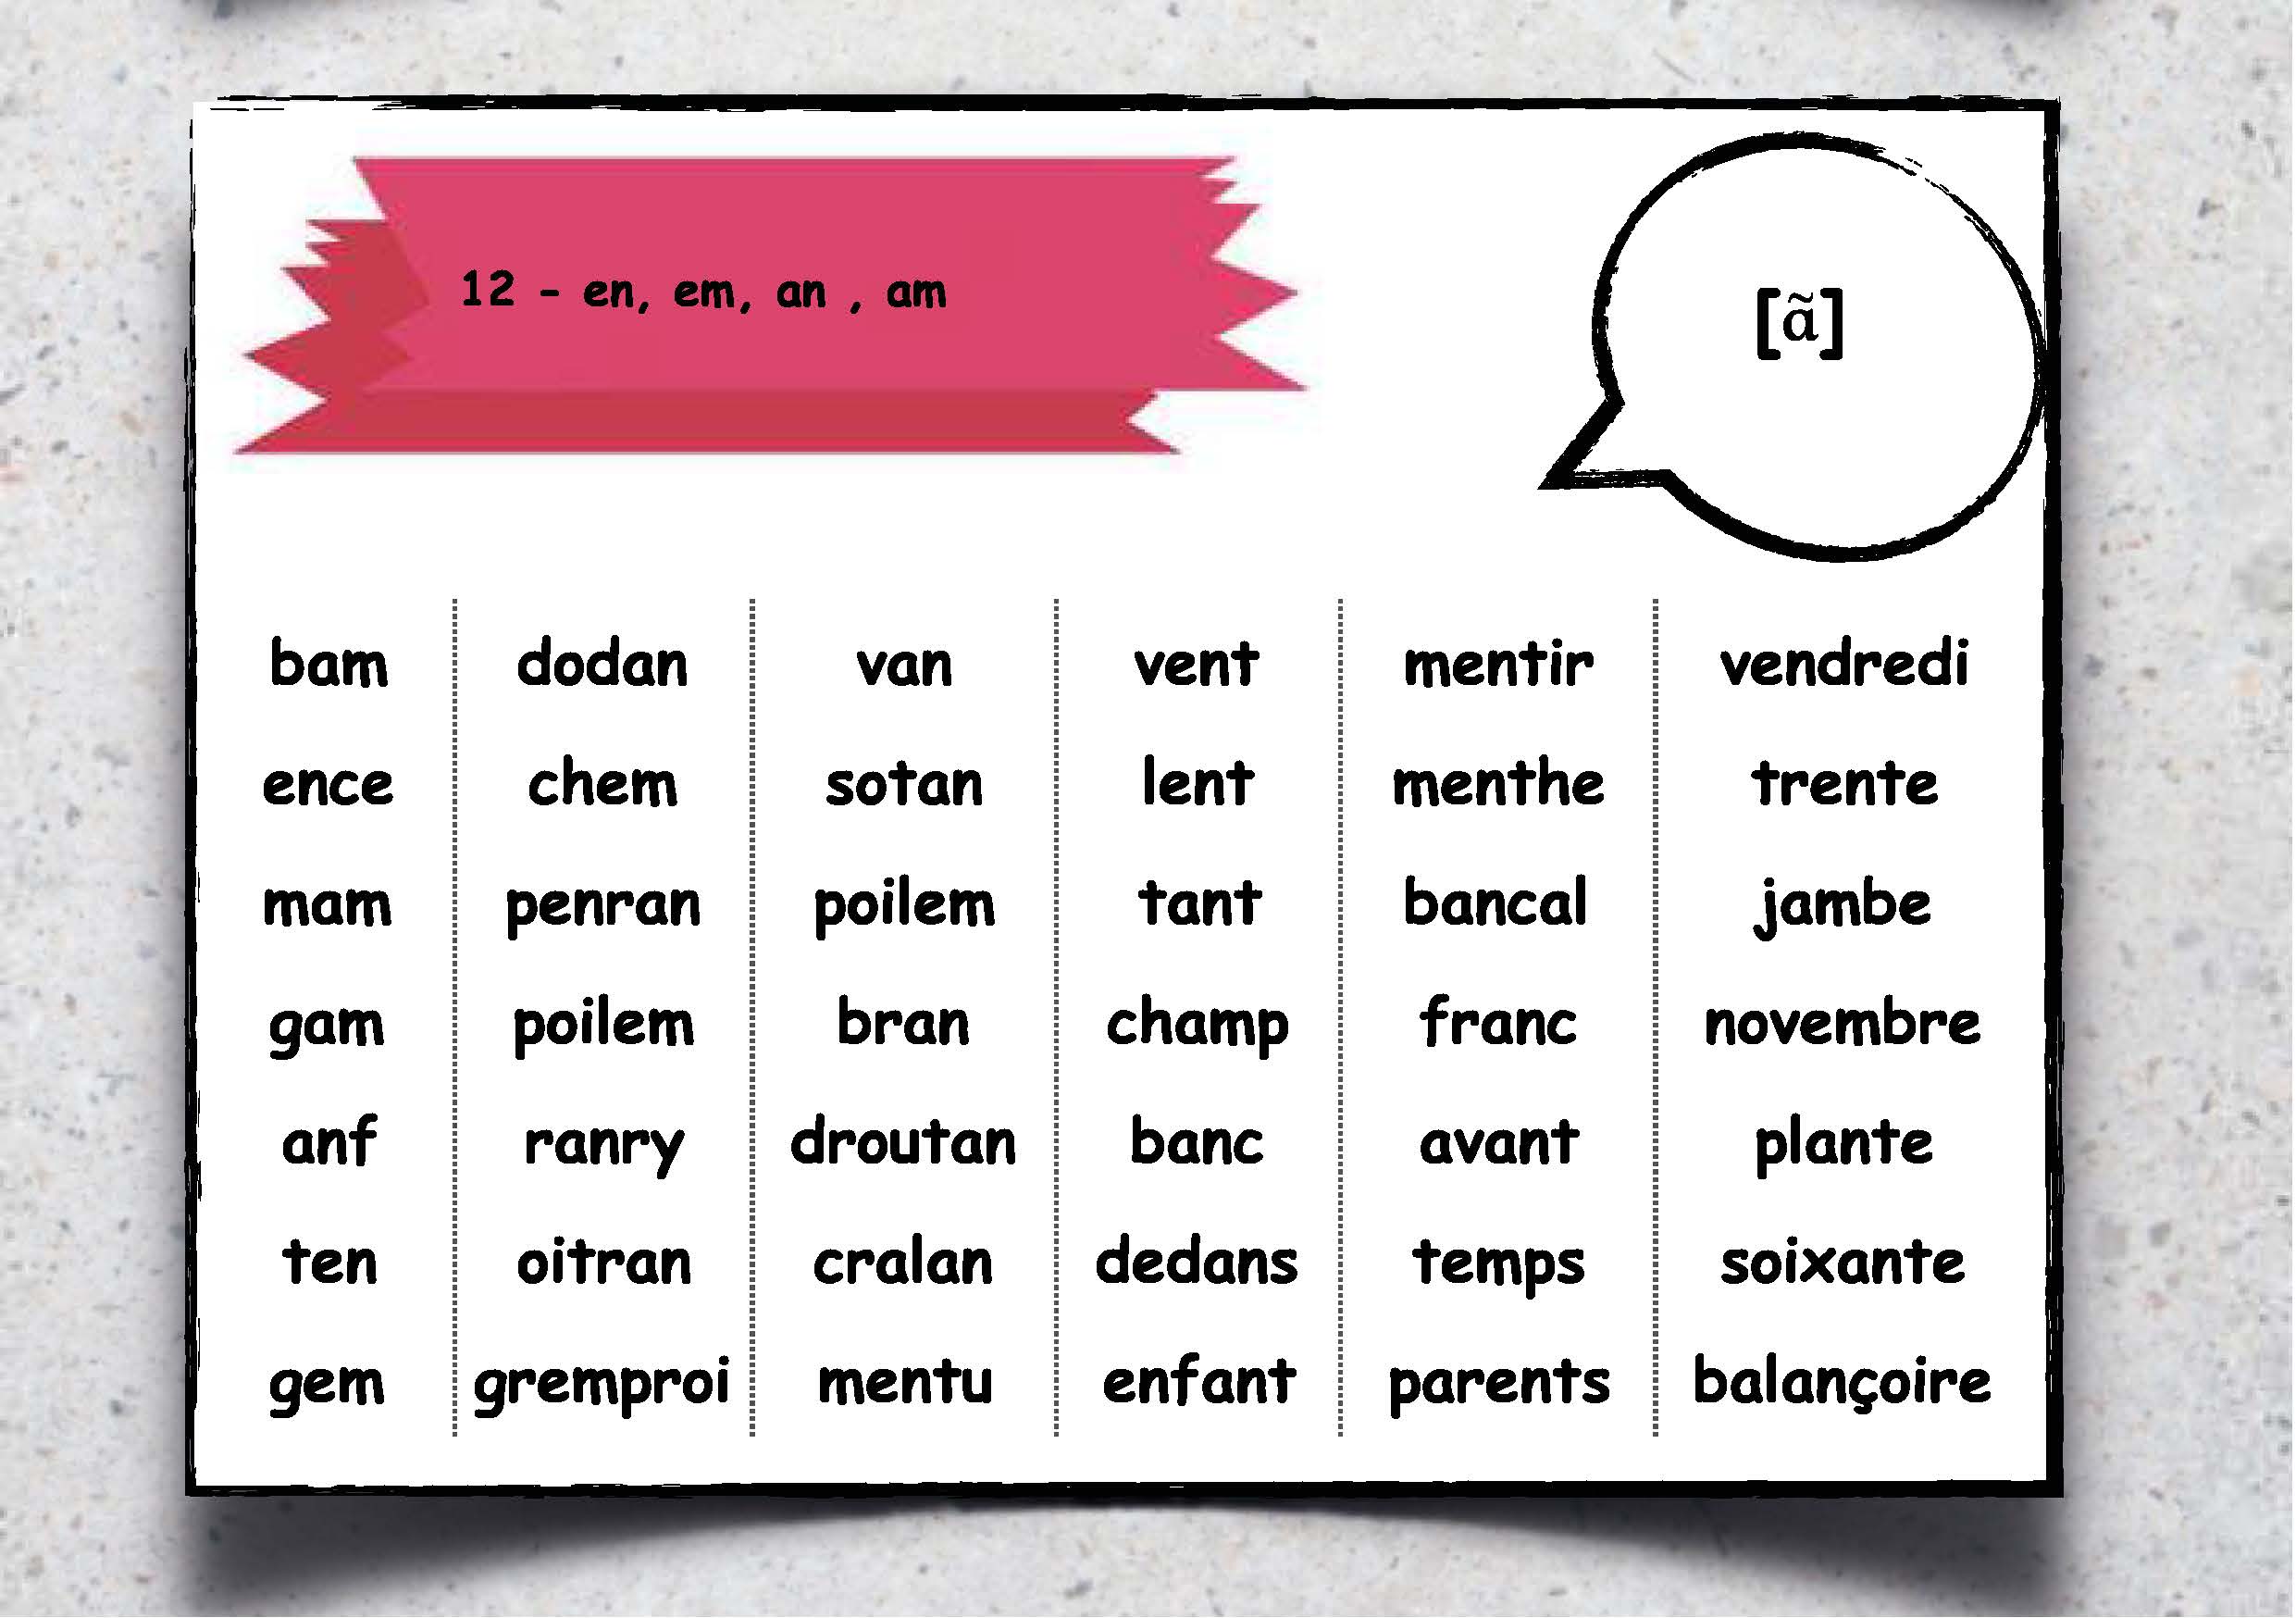 12 - en, em, an , am
[ɑ̃]
bam dodan van vent mentir vendredi
ence chem sotan lent menthe trente
mam penran poilem tant bancal jambe
gam poilem bran champ franc novembre
anf ranry droutan banc avant plante
ten oitran cralan dedans temps soixante
gem gremproi mentu enfant parents balançoire